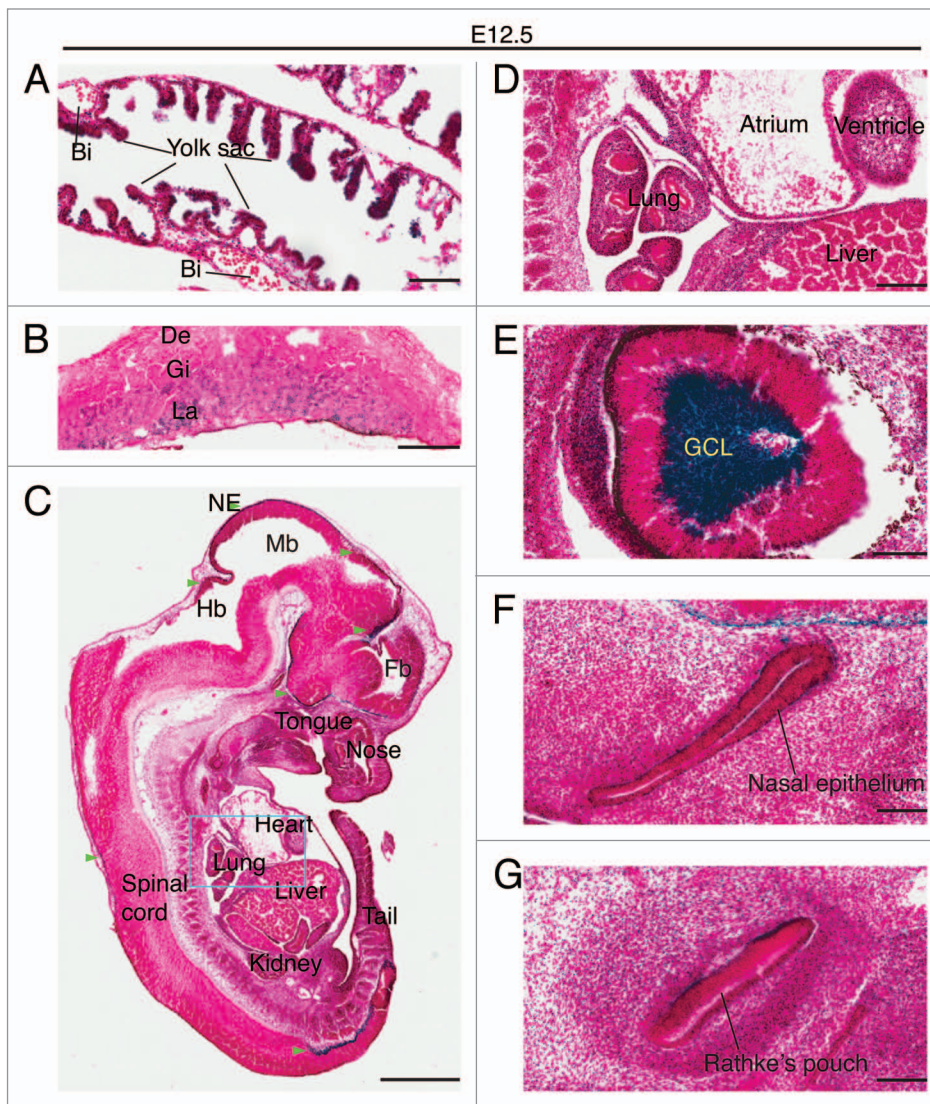 E12.5
A
Yolk sac
Bi
Bi
B
De
Gi
La
C
NE
Mb
Hb
Fb
Tongue
Nose
Heart
Lung
Liver
Spinal
cord
Tail
Kidney
D
Atrium
Ventricle
Lung
Liver
E
GCL
F
Nasal epithelium
G
Rathke's pouch